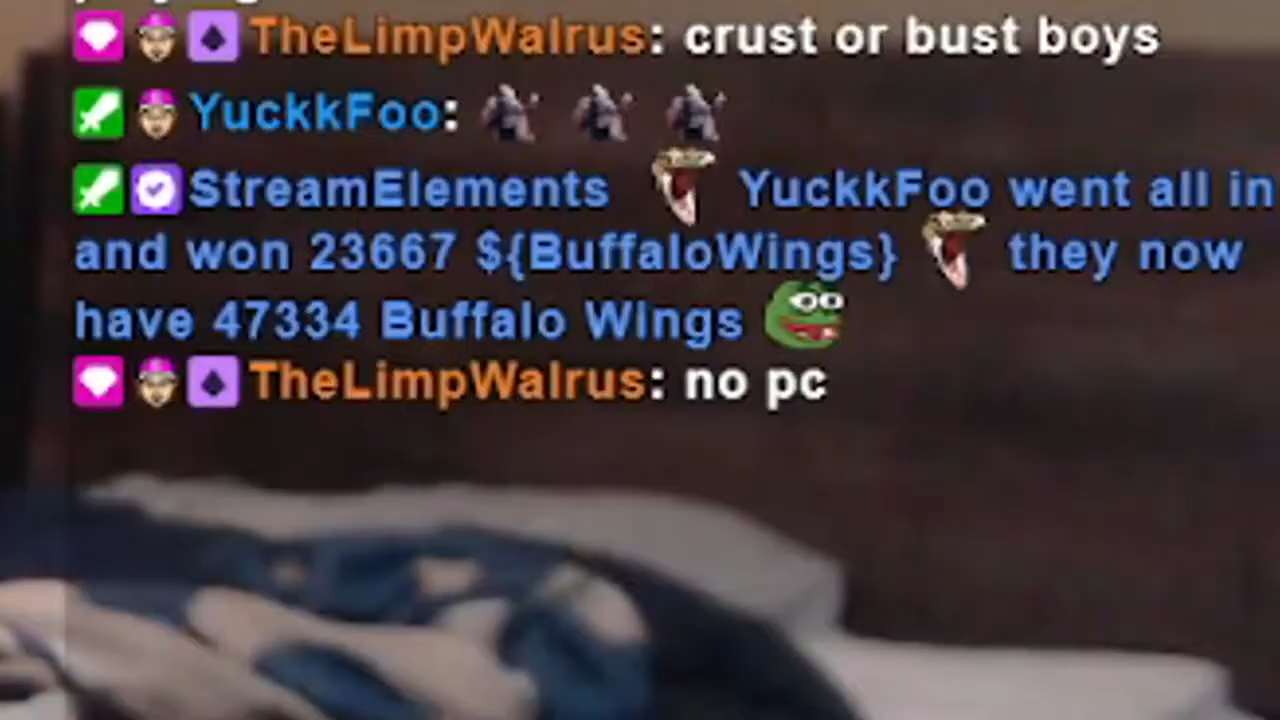 TheLimpWalrus: crust or bust boys
YuckkFoo:
StreamElements YuckkFoo went all in
and won 23667 ${BuffaloWings} they now
have 47334 Buffalo Wings
TheLimpWalrus: no pc